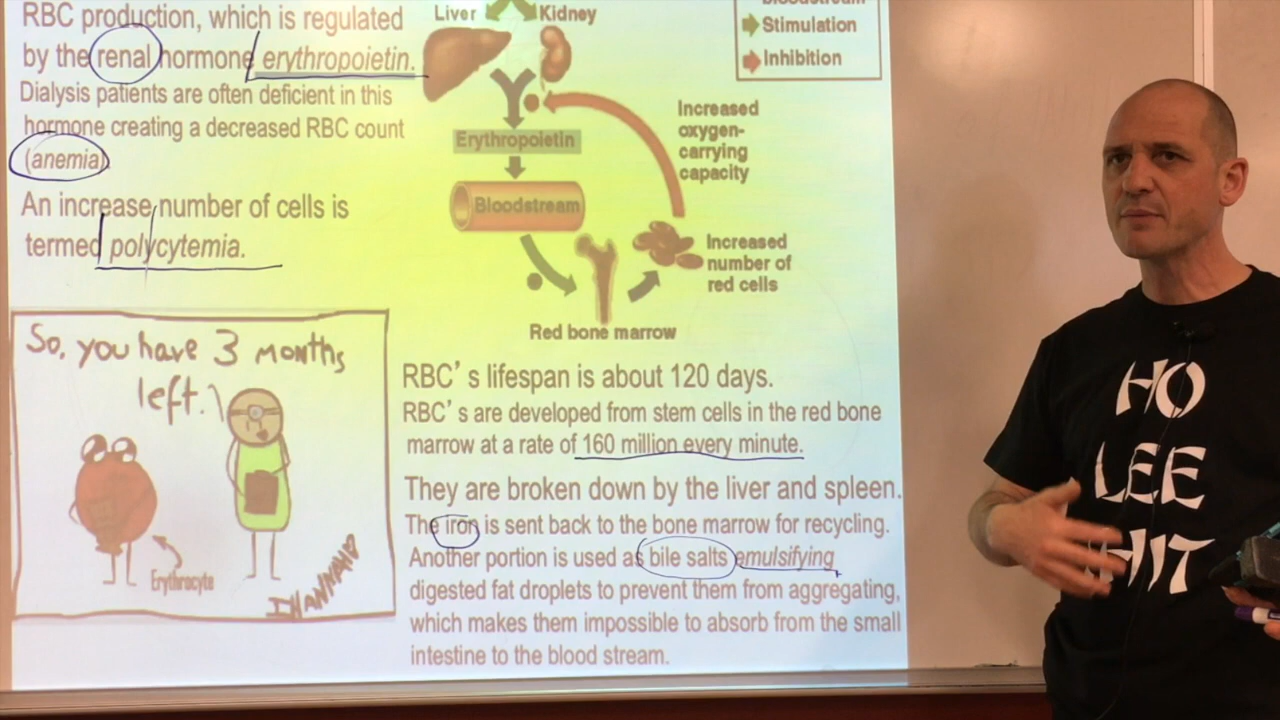 RBC production, which is regulated
by the renal hormone erythropoietin.
Dialysis patients are often deficient in this
hormone creating a decreased RBC count
(anemia).
An increase number of cells is
termed polycytemia.
So, you have 3 months
left.
Erythrocyte
Liver
Kidney
Stimulation
Inhibition
Increased
oxygen-
carrying
capacity
Erythropoietin
Bloodstream
Increased
number of
red cells
Red bone marrow
RBC's lifespan is about 120 days.
RBC's are developed from stem cells in the red bone
marrow at a rate of 160 million every minute.
They are broken down by the liver and spleen.
The iron is sent back to the bone marrow for recycling.
Another portion is used as bile salts emulsifying
digested fat droplets to prevent them from aggregating,
which makes them impossible to absorb from the small
intestine to the blood stream.
HO
LEE
HIT